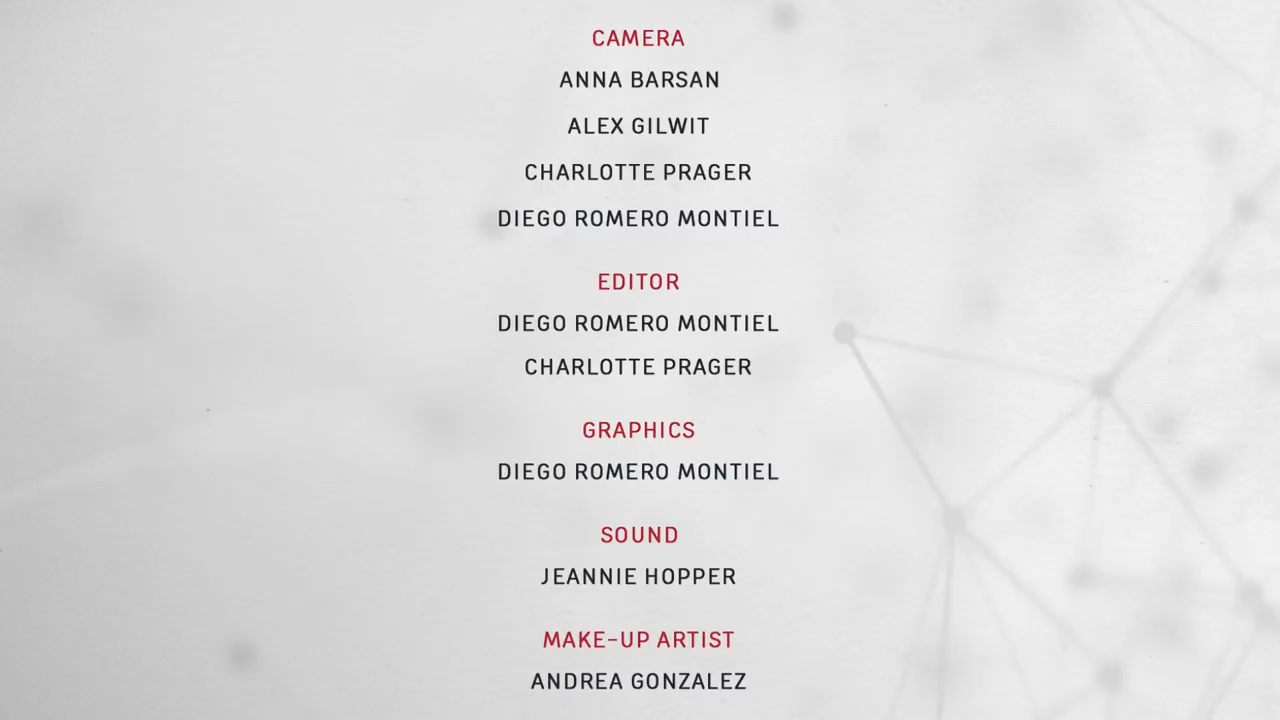 CAMERA
ANNA BARSAN
ALEX GILWIT
CHARLOTTE PRAGER
DIEGO ROMERO MONTIEL
EDITOR
DIEGO ROMERO MONTIEL
CHARLOTTE PRAGER
GRAPHICS
DIEGO ROMERO MONTIEL
SOUND
JEANNIE HOPPER
MAKE-UP ARTIST
ANDREA GONZALEZ